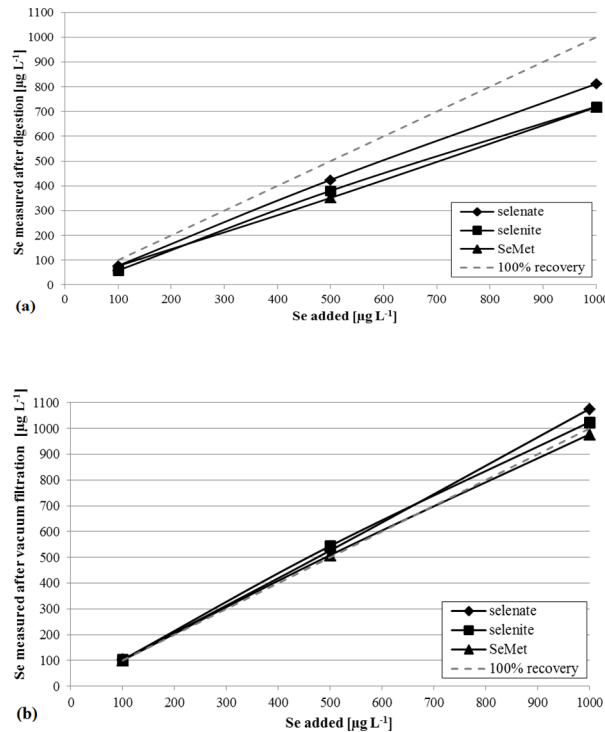 Se measured after digestion [µg L-1]
1000
900
800
700
600
500
400
300
200
100
0
selenate
selenite
SeMet
100% recovery
0 100 200 300 400 500 600 700 800 900 1000
(a)
Se added [µg L-1]
Se measured after vacuum filtration [µg L-1]
1100
1000
900
800
700
600
500
400
300
200
100
0
selenate
selenite
SeMet
100% recovery
0 100 200 300 400 500 600 700 800 900 1000
(b)
Se added [µg L-1]